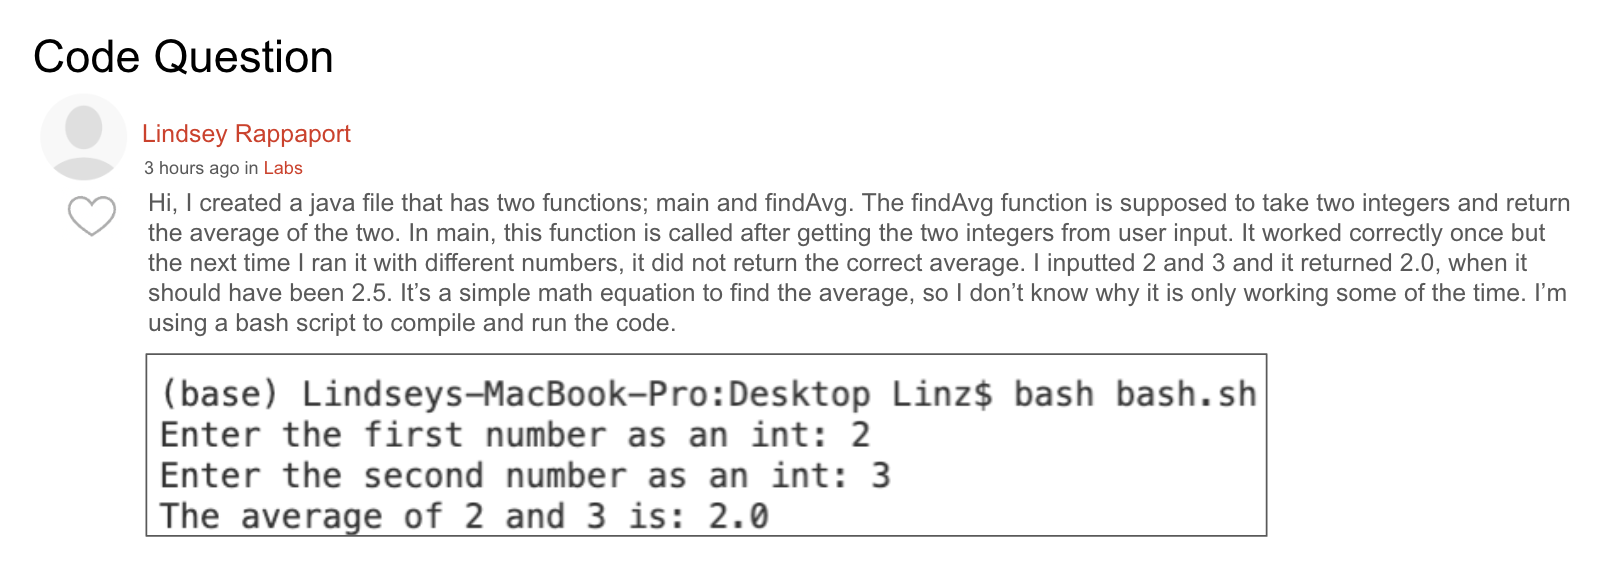 Code Question
Lindsey Rappaport
3 hours ago in Labs
Hi, I created a java file that has two functions; main and findAvg. The findAvg function is supposed to take two integers and return
the average of the two. In main, this function is called after getting the two integers from user input. It worked correctly once but
the next time I ran it with different numbers, it did not return the correct average. I inputted 2 and 3 and it returned 2.0, when it
should have been 2.5. It’s a simple math equation to find the average, so I don’t know why it is only working some of the time. I’m
using a bash script to compile and run the code.
(base) Lindseys-MacBook-Pro:Desktop Linz$ bash bash.sh
Enter the first number as an int: 2
Enter the second number as an int: 3
The average of 2 and 3 is: 2.0